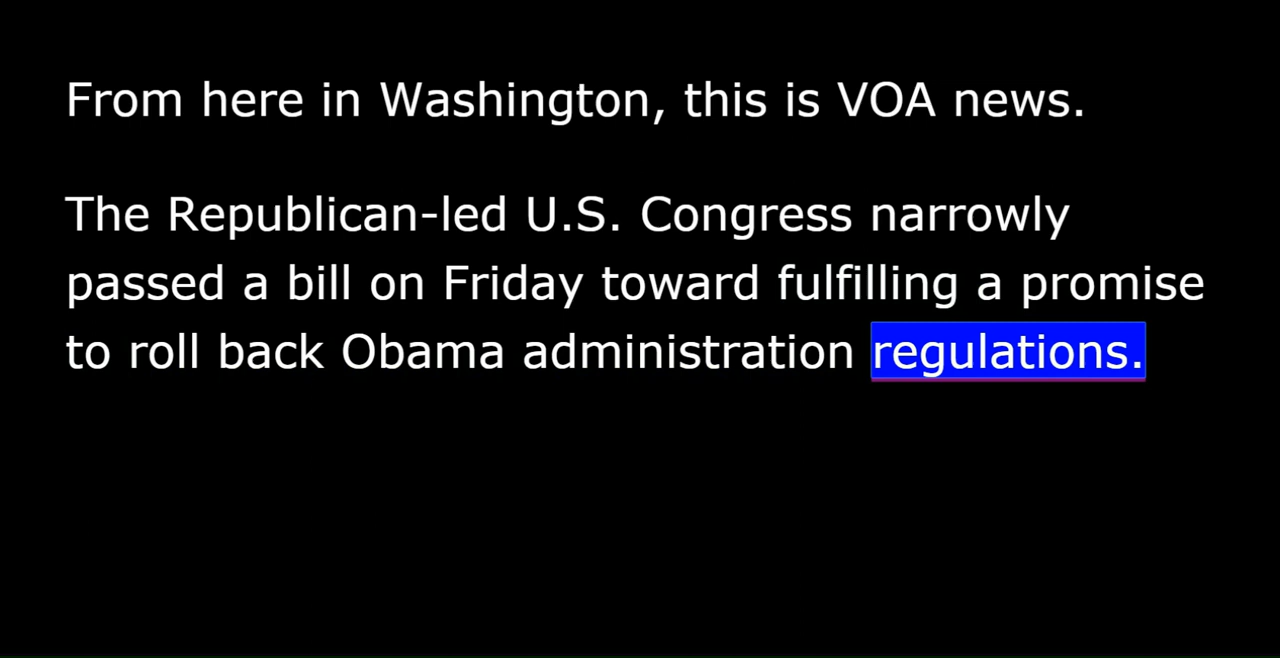 From here in Washington, this is VOA news.
The Republican-led U.S. Congress narrowly
passed a bill on Friday toward fulfilling a promise
to roll back Obama administration regulations.